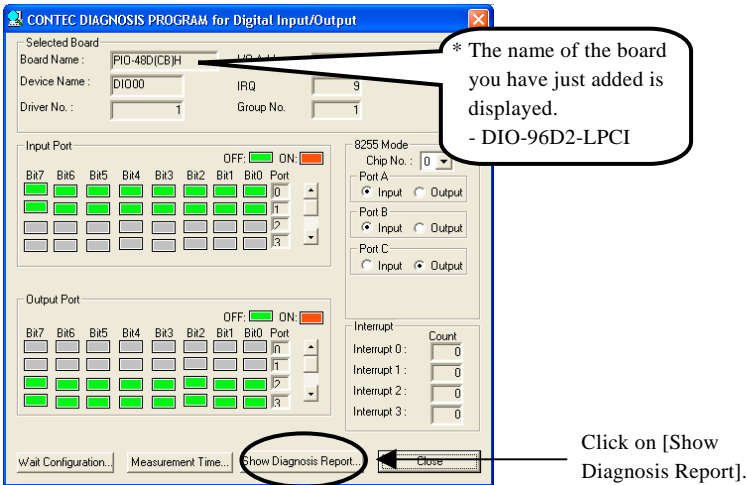 CONTEC DIAGNOSIS PROGRAM for Digital Input/Output
Selected Board
Board Name : PIO-48D(CB)H
Device Name : DIO00 IRQ 9
Driver No. : 1 Group No. 1
* The name of the board
you have just added is
displayed.
- DIO-96D2-LPCI
Input Port
OFF: ON:
Bit7 Bit6 Bit5 Bit4 Bit3 Bit2 Bit1 Bit0 Port
0
1
2
3
8255 Mode
Chip No. : 0
Port A
Input Output
Port B
Input Output
Port C
Input Output
Output Port
OFF: ON:
Bit7 Bit6 Bit5 Bit4 Bit3 Bit2 Bit1 Bit0 Port
0
1
2
3
Interrupt
Count
Interrupt 0 : 0
Interrupt 1 : 0
Interrupt 2 : 0
Interrupt 3 : 0
Wait Configuration... Measurement Time... Show Diagnosis Report... Close
Click on [Show
Diagnosis Report].